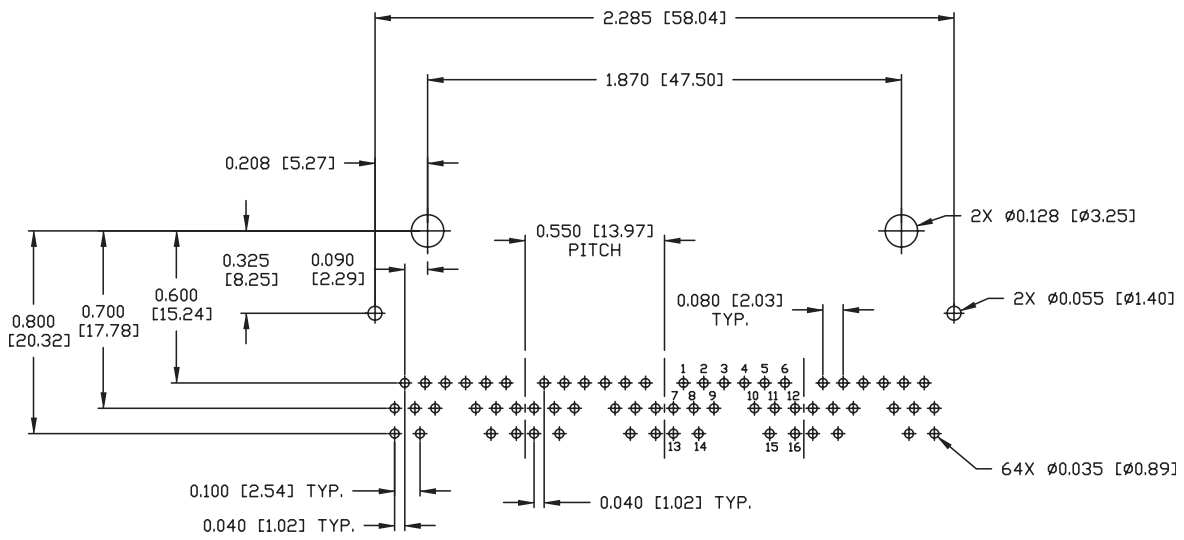 2.285 [58.04]
1.870 [47.50]
0.208 [5.27]
2X Ø0.128 [Ø3.25]
0.550 [13.97]
PITCH
0.325
[8.25]
0.090
[2.29]
0.600
[15.24]
0.700
[17.78]
0.800
[20.32]
0.080 [2.03]
TYP.
2X Ø0.055 [Ø1.40]
1 2 3 4 5 6
7 8 9 10 11 12
13 14 15 16
64X Ø0.035 [Ø0.89]
0.100 [2.54] TYP.
0.040 [1.02] TYP.
0.040 [1.02] TYP.